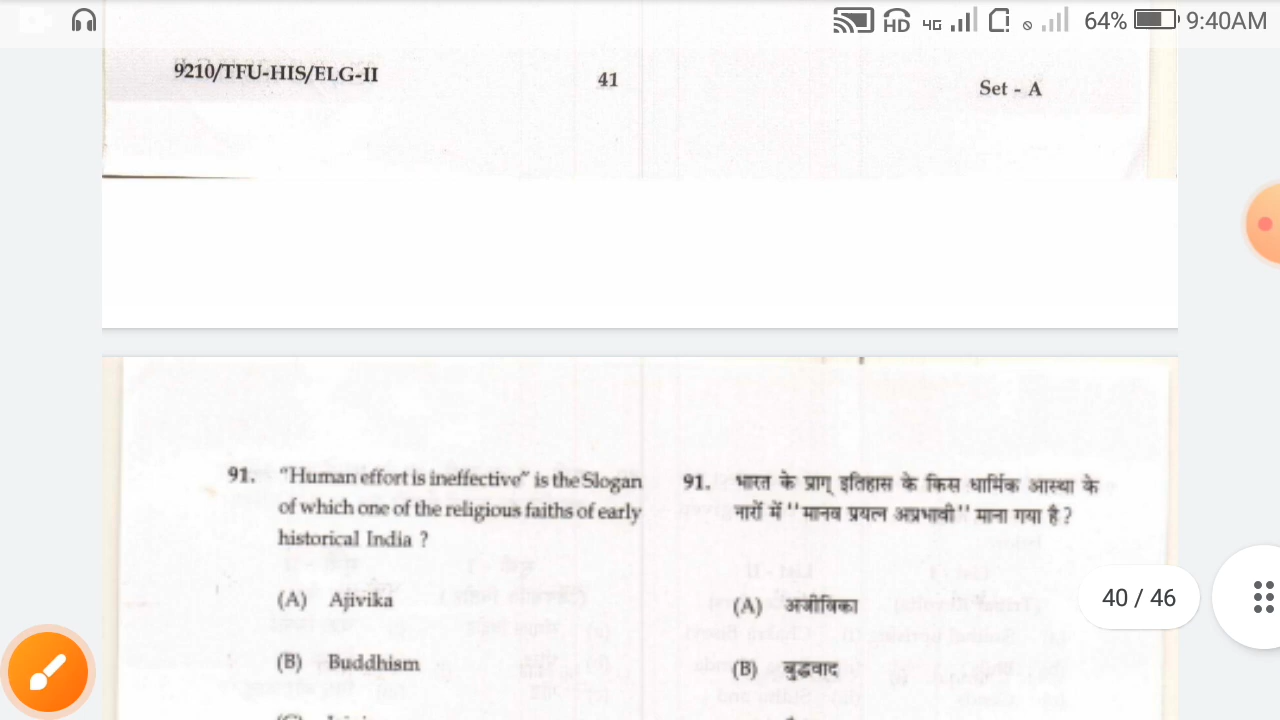 HD 4G 64% 9:40AM
9210/TFU-HIS/ELG-II 41 Set - A
91. "Human effort is ineffective" is the Slogan
of which one of the religious faiths of early
historical India ?
(A) Ajivika
(B) Buddhism
91. भारत के प्राग् इतिहास के किस धार्मिक आस्था के
नारों में "मानव प्रयत्न अप्रभावी" माना गया है ?
(A) अजीविका
(B) बुद्धवाद
40 / 46